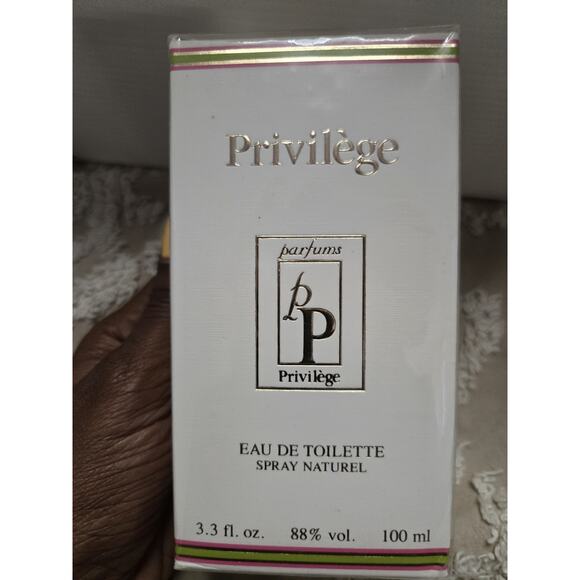 Privilège
parfums
pP
Privilège
EAU DE TOILETTE
SPRAY NATUREL
3.3 fl. oz. 88% vol. 100 ml